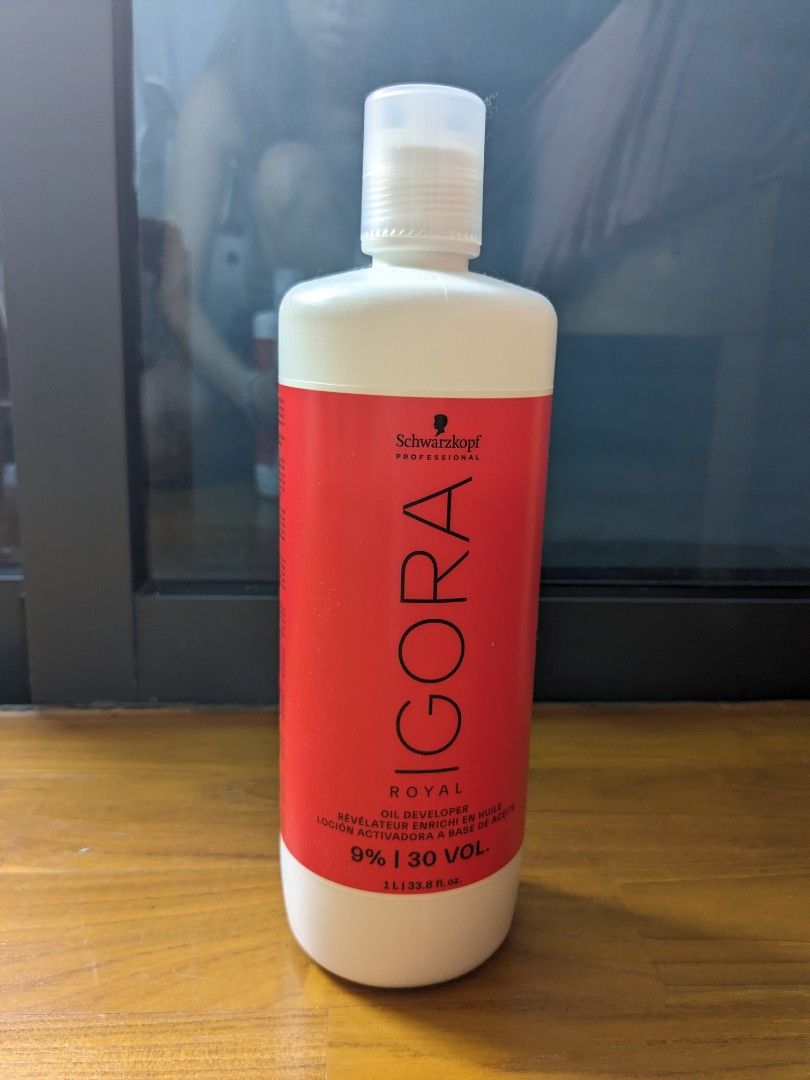 Schwarzkopf
PROFESSIONAL
IGORA
ROYAL
OIL DEVELOPER
RÉVÉLATEUR ENRICHI EN HUILE
LOCIÓN ACTIVADORA A BASE DE ACEITE
9% | 30 VOL.
1 L | 33.8 fl. oz.